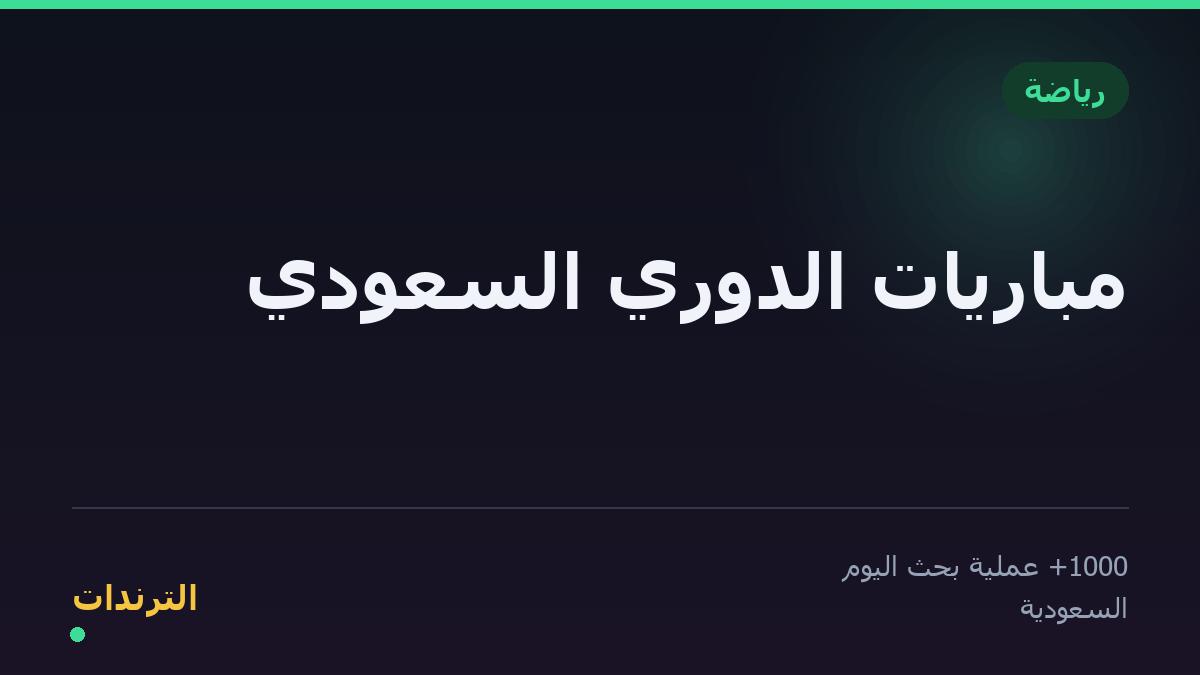 رياضة
مباريات الدوري السعودي
1000+ عملية بحث اليوم
السعودية
الترندات